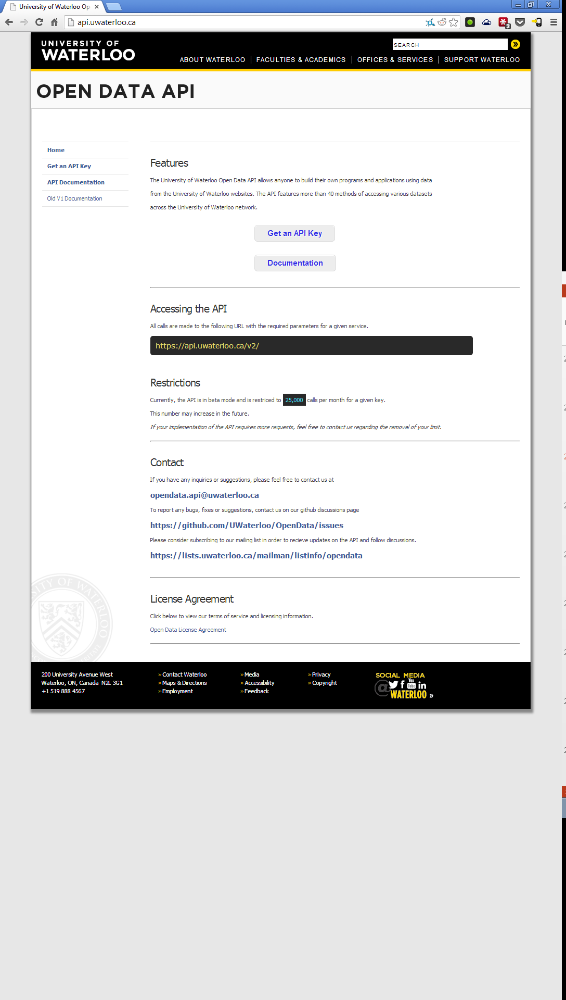 University of Waterloo Op
api.uwaterloo.ca
3
UNIVERSITY OF
WATERLOO
SEARCH
ABOUT WATERLOO
FACULTIES & ACADEMICS
OFFICES & SERVICES
SUPPORT WATERLOO
OPEN DATA API
Home
Get an API Key
API Documentation
Old V1 Documentation
Features
The University of Waterloo Open Data API allows anyone to build their own programs and applications using data
from the University of Waterloo websites. The API features more than 40 methods of accessing various datasets
across the University of Waterloo network.
Get an API Key
Documentation
Accessing the API
All calls are made to the following URL with the required parameters for a given service.
https://api.uwaterloo.ca/v2/
Restrictions
Currently, the API is in beta mode and is restriced to 25,000 calls per month for a given key.
This number may increase in the future.
If your implementation of the API requires more requests, feel free to contact us regarding the removal of your limit.
Contact
If you have any inquiries or suggestions, please feel free to contact us at
opendata.api@uwaterloo.ca
To report any bugs, fixes or suggestions, contact us on our github discussions page
https://github.com/UWaterloo/OpenData/issues
Please consider subscribing to our mailing list in order to recieve updates on the API and follow discussions.
https://lists.uwaterloo.ca/mailman/listinfo/opendata
License Agreement
Click below to view our terms of service and licensing information.
Open Data License Agreement
200 University Avenue West
Waterloo, ON, Canada N2L 3G1
+1 519 888 4567
» Contact Waterloo
» Maps & Directions
» Employment
» Media
» Accessibility
» Feedback
» Privacy
» Copyright
SOCIAL MEDIA
@ You Tube in
WATERLOO »